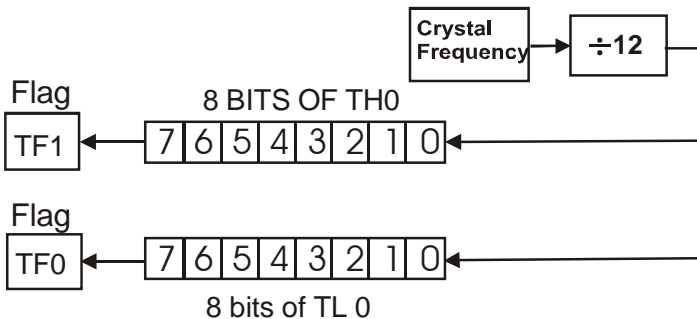 Crystal
Frequency
÷12
Flag
8 BITS OF TH0
TF1
7 6 5 4 3 2 1 0
Flag
TF0
7 6 5 4 3 2 1 0
8 bits of TL 0